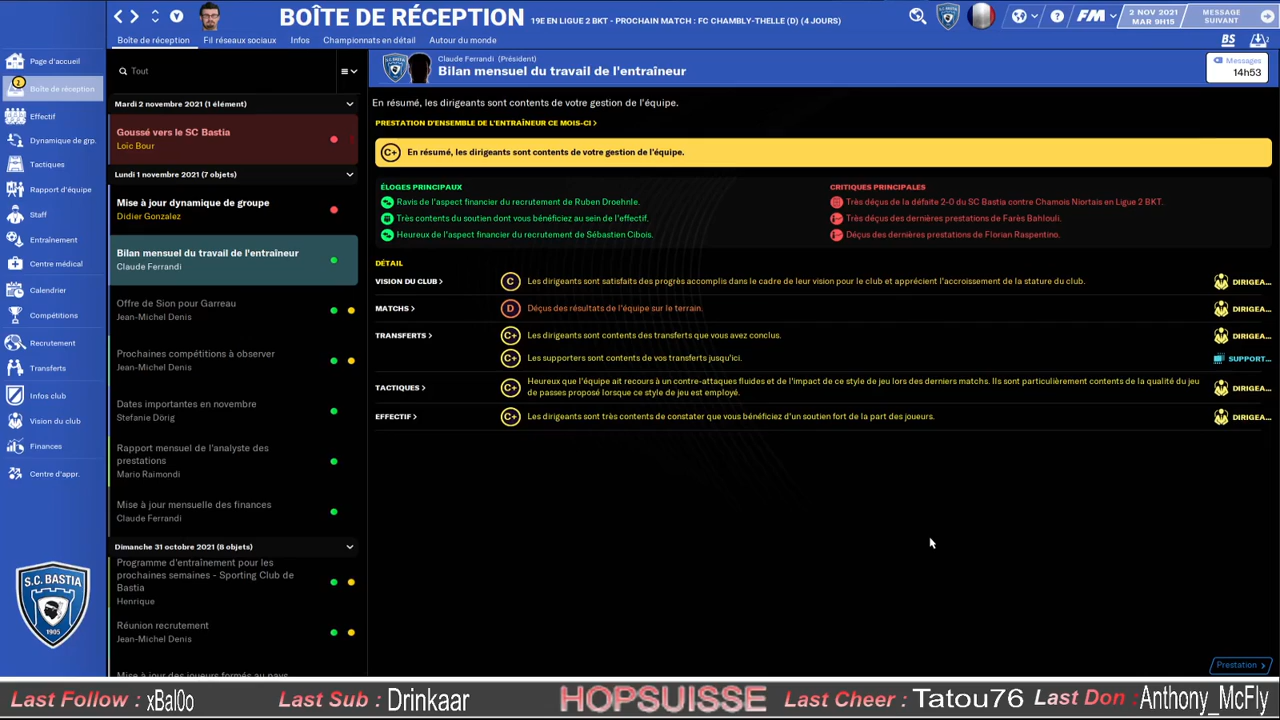 BOÎTE DE RÉCEPTION
19E EN LIGUE 2 BKT - PROCHAIN MATCH : FC CHAMBLY-THELLE (D) (4 JOURS)
FM
2 NOV 2021
MAR 9H15
MESSAGE SUIVANT
Boîte de réception
Fil réseaux sociaux
Infos
Championnats en détail
Autour du monde
BS
2
Page d'accueil
Boîte de réception
Effectif
Dynamique de grp.
Tactiques
Rapport d'équipe
Staff
Entraînement
Centre médical
Calendrier
Compétitions
Recrutement
Transferts
Infos club
Vision du club
Finances
Centre d'appr.
S.C. BASTIA
1905
Tout
Mardi 2 novembre 2021 (1 élément)
Goussé vers le SC Bastia
Loïc Bour
Lundi 1 novembre 2021 (7 objets)
Mise à jour dynamique de groupe
Didier Gonzalez
Bilan mensuel du travail de l'entraîneur
Claude Ferrandi
Offre de Sion pour Garreau
Jean-Michel Denis
Prochaines compétitions à observer
Jean-Michel Denis
Dates importantes en novembre
Stefanie Dörig
Rapport mensuel de l'analyste des
prestations
Mario Raimondi
Mise à jour mensuelle des finances
Claude Ferrandi
Dimanche 31 octobre 2021 (8 objets)
Programme d'entraînement pour les
prochaines semaines - Sporting Club de
Bastia
Henrique
Réunion recrutement
Jean-Michel Denis
Mise à jour des joueurs formés au pays
Claude Ferrandi (Président)
Bilan mensuel du travail de l'entraîneur
Messages
14h53
En résumé, les dirigeants sont contents de votre gestion de l'équipe.
PRESTATION D'ENSEMBLE DE L'ENTRAÎNEUR CE MOIS-CI >
C+ En résumé, les dirigeants sont contents de votre gestion de l'équipe.
ÉLOGES PRINCIPAUX
Ravis de l'aspect financier du recrutement de Ruben Droehnle.
Très contents du soutien dont vous bénéficiez au sein de l'effectif.
Heureux de l'aspect financier du recrutement de Sébastien Cibois.
CRITIQUES PRINCIPALES
Très déçus de la défaite 2-0 du SC Bastia contre Chamois Niortais en Ligue 2 BKT.
Très déçus des dernières prestations de Farès Bahlouli.
Déçus des dernières prestations de Florian Raspentino.
DÉTAIL
VISION DU CLUB > C Les dirigeants sont satisfaits des progrès accomplis dans le cadre de leur vision pour le club et apprécient l'accroissement de la stature du club. DIRIGEA...
MATCHS > D Déçus des résultats de l'équipe sur le terrain. DIRIGEA...
TRANSFERTS > C+ Les dirigeants sont contents des transferts que vous avez conclus. DIRIGEA...
C+ Les supporters sont contents de vos transferts jusqu'ici. SUPPORT...
TACTIQUES > C+ Heureux que l'équipe ait recours à un contre-attaques fluides et de l'impact de ce style de jeu lors des derniers matchs. Ils sont particulièrement contents de la qualité du jeu
de passes proposé lorsque ce style de jeu est employé. DIRIGEA...
EFFECTIF > C+ Les dirigeants sont très contents de constater que vous bénéficiez d'un soutien fort de la part des joueurs. DIRIGEA...
Prestation >
Last Follow : xBal0o Last Sub : Drinkaar HOPSUISSE Last Cheer : Tatou76 Last Don : Anthony_McFly